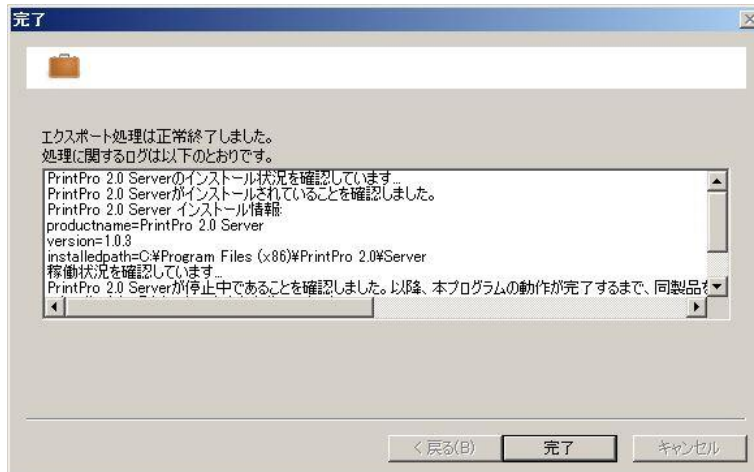 完了
エクスポート処理は正常終了しました。
処理に関するログは以下のとおりです。
PrintPro 2.0 Serverのインストール状況を確認しています...
PrintPro 2.0 Serverがインストールされていることを確認しました。
PrintPro 2.0 Server インストール情報:
productname=PrintPro 2.0 Server
version=1.0.3
installedpath=C:¥Program Files (x86)¥PrintPro 2.0¥Server
稼働状況を確認しています...
PrintPro 2.0 Serverが停止中であることを確認しました。以降、本プログラムの動作が完了するまで、同製品を
< 戻る(B) 完了 キャンセル